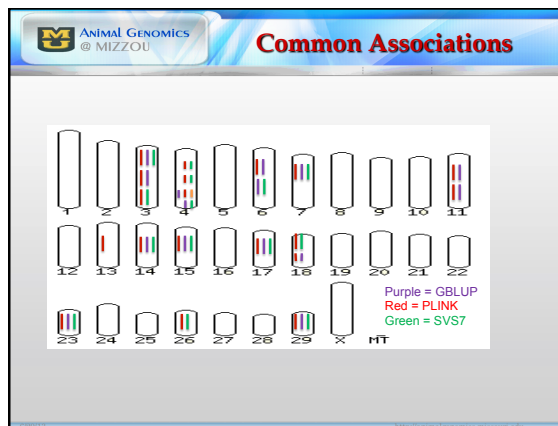 ANIMAL GENOMICS
@ MIZZOU
Common Associations
1 2 3 4 5 6 7 8 9 10 11
12 13 14 15 16 17 18 19 20 21 22
Purple = GBLUP
Red = PLINK
Green = SVS7
23 24 25 26 27 28 29 X MT